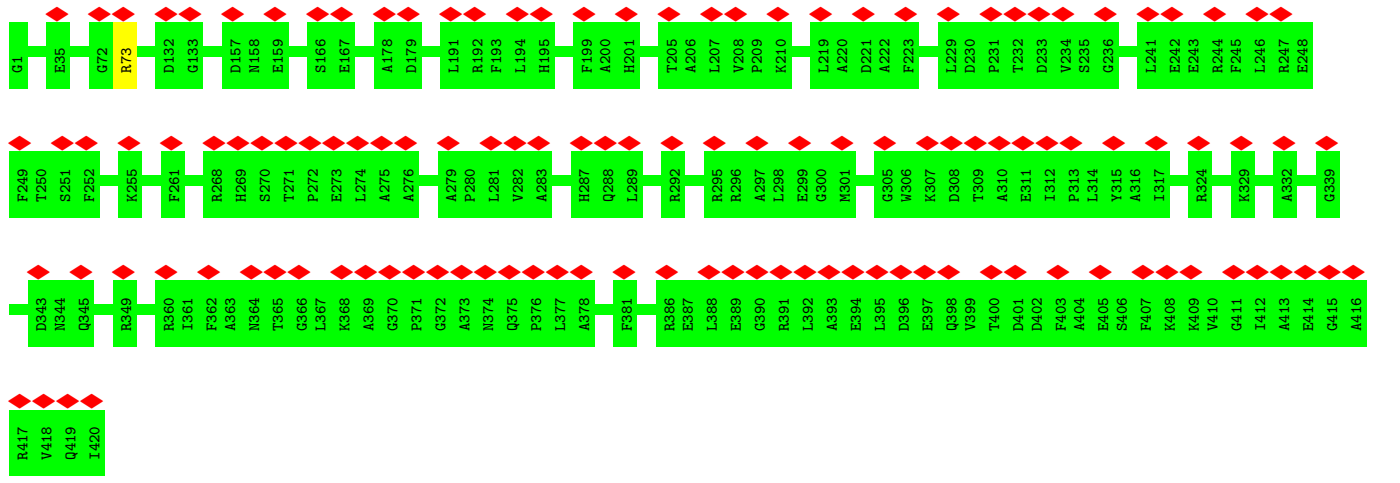 G1 E35 G72 R73 D132 G133 D157 N158 E159 S166 E167 A178 D179 L191 R192 F193 L194 H195 F199 A200 H201 T205 A206 L207 V208 P209 K210 L219 A220 D221 A222 F223 L229 D230 P231 T232 D233 V234 S235 G236 L241 E242 E243 R244 F245 L246 R247 E248
F249 T250 S251 F252 K255 F261 R268 H269 S270 T271 P272 E273 L274 A275 A276 A279 P280 L281 V282 A283 H287 Q288 L289 R292 R295 R296 A297 L298 E299 G300 M301 G305 W306 K307 D308 T309 A310 E311 I312 P313 L314 Y315 A316 I317 R324 K329 A332 G339
D343 N344 Q345 R349 R360 I361 F362 A363 N364 T365 G366 L367 K368 A369 G370 P371 G372 A373 N374 Q375 P376 L377 A378 F381 R386 E387 L388 E389 G390 R391 L392 A393 E394 L395 D396 E397 Q398 V399 T400 D401 D402 F403 A404 E405 S406 F407 K408 K409 V410 G411 I412 A413 E414 G415 A416
R417 V418 Q419 I420